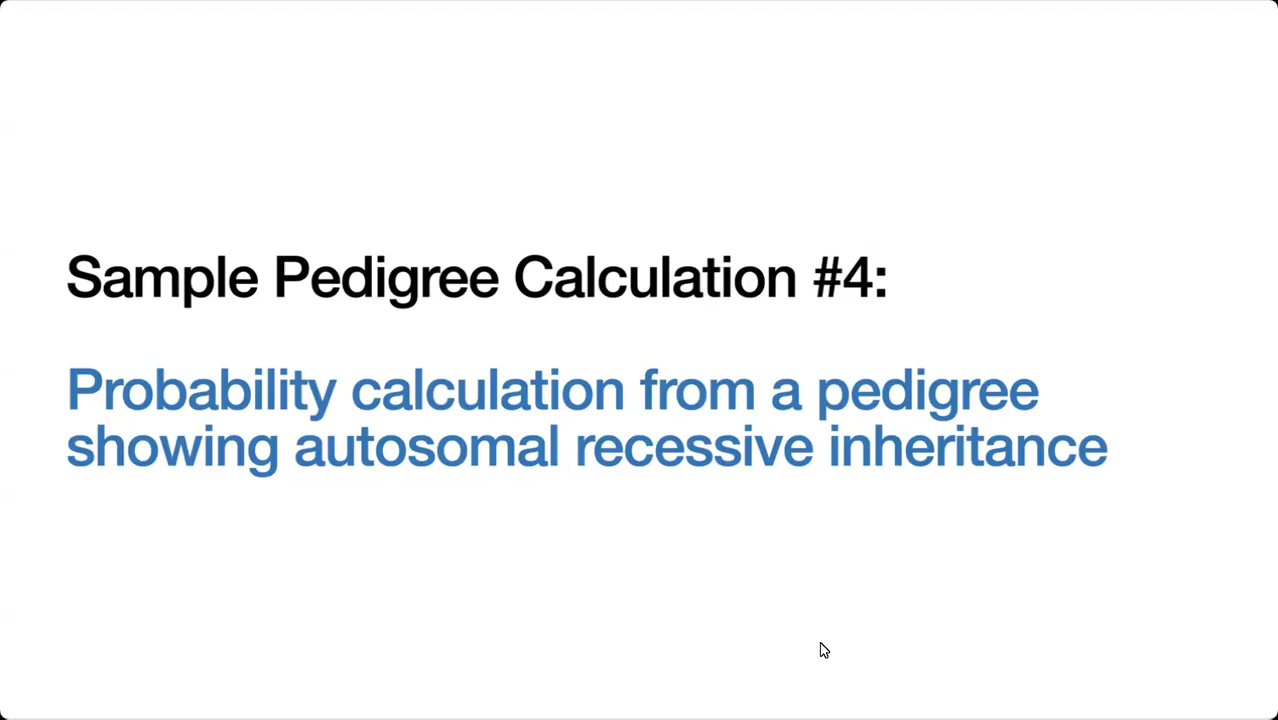 Sample Pedigree Calculation #4:
Probability calculation from a pedigree
showing autosomal recessive inheritance